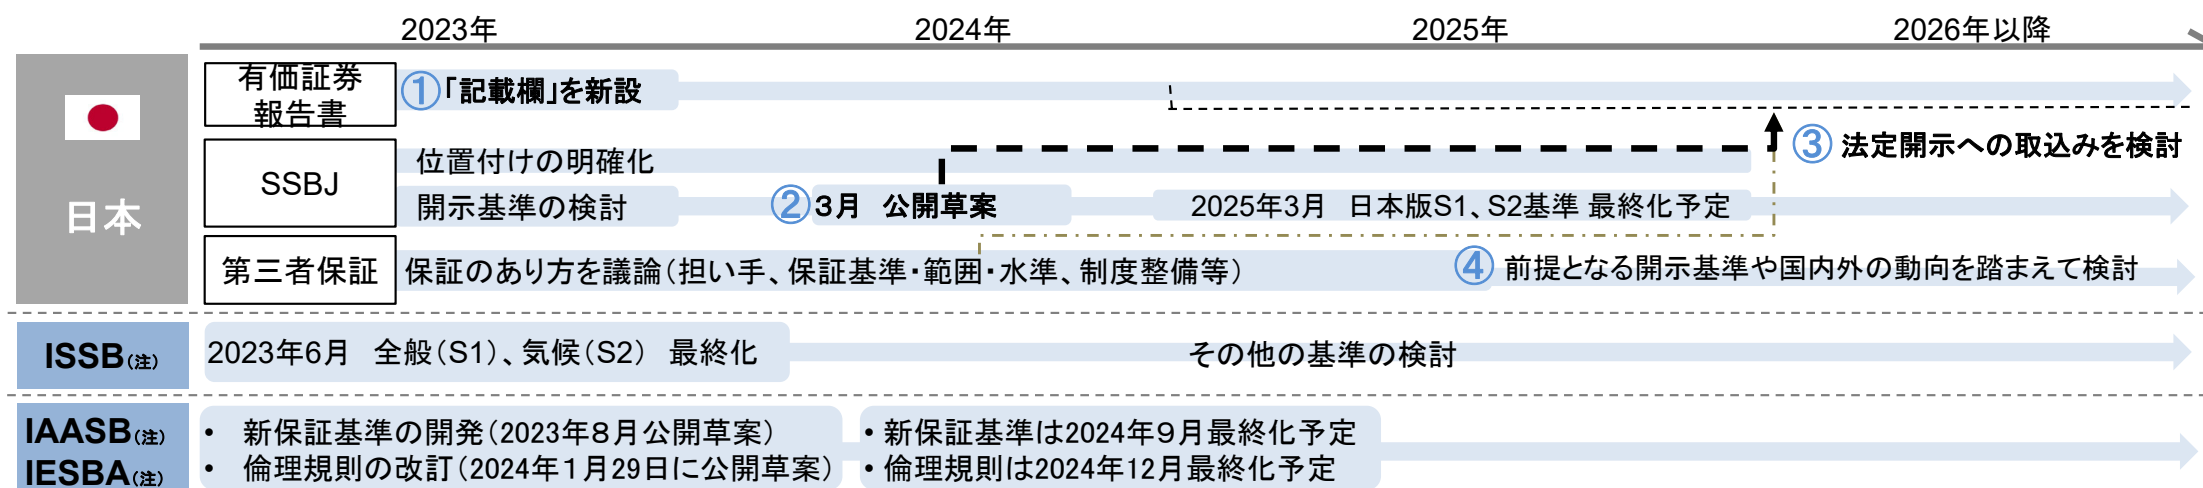 2023年
2024年
2025年
2026年以降
日本
有価証券
報告書
①「記載欄」を新設
SSBJ
位置付けの明確化
③ 法定開示への取込みを検討
開示基準の検討
②3月　公開草案
2025年3月　日本版S1、S2基準 最終化予定
第三者保証
保証のあり方を議論（担い手、保証基準・範囲・水準、制度整備等）
④ 前提となる開示基準や国内外の動向を踏まえて検討
ISSB(注)
2023年6月　全般（S1）、気候（S2）　最終化
その他の基準の検討
IAASB(注)
IESBA(注)
• 新保証基準の開発（2023年８月公開草案）
• 倫理規則の改訂（2024年１月29日に公開草案）
• 新保証基準は2024年９月最終化予定
• 倫理規則は2024年12月最終化予定